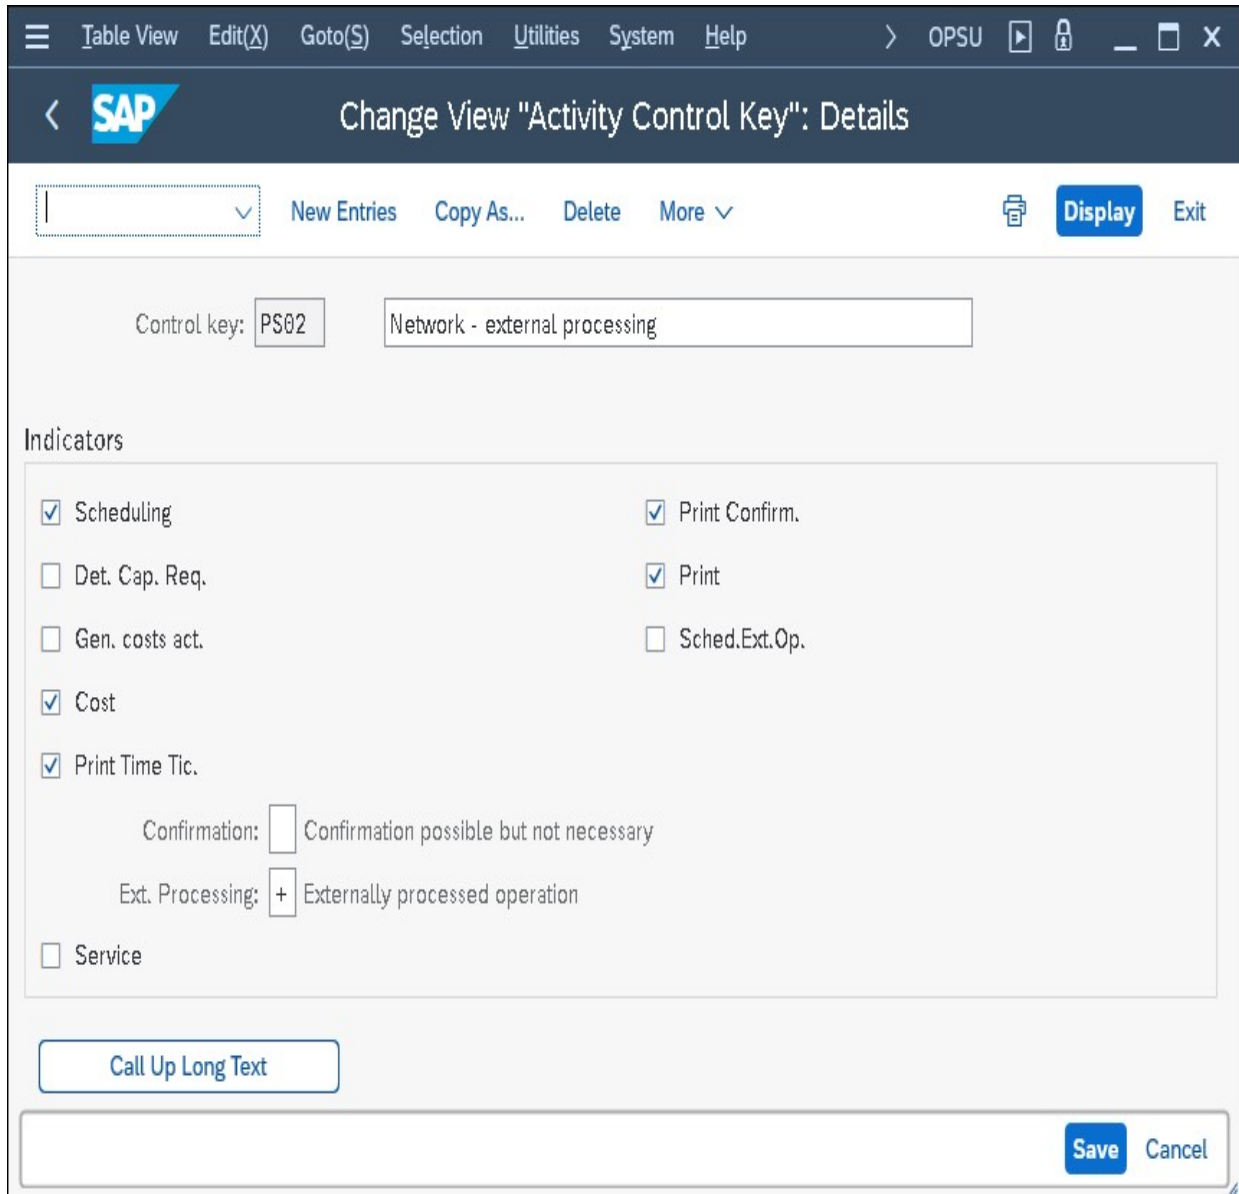 Table View Edit(X) Goto(S) Selection Utilities System Help OPSU
SAP Change View "Activity Control Key": Details
New Entries Copy As... Delete More Display Exit
Control key: PS02 Network - external processing
Indicators
Scheduling Print Confirm.
Det. Cap. Req. Print
Gen. costs act. Sched.Ext.Op.
Cost
Print Time Tic.
Confirmation: Confirmation possible but not necessary
Ext. Processing: + Externally processed operation
Service
Call Up Long Text
Save Cancel